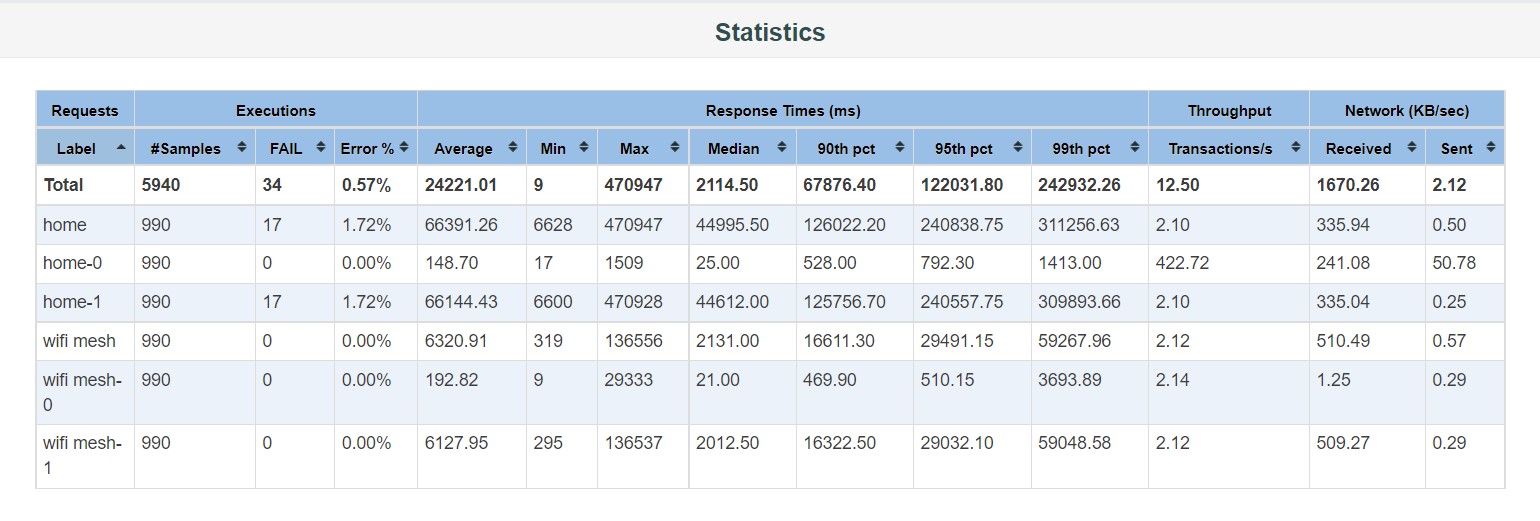 Statistics
Requests Executions Response Times (ms) Throughput Network (KB/sec)
Label #Samples FAIL Error % Average Min Max Median 90th pct 95th pct 99th pct Transactions/s Received Sent
Total 5940 34 0.57% 24221.01 9 470947 2114.50 67876.40 122031.80 242932.26 12.50 1670.26 2.12
home 990 17 1.72% 66391.26 6628 470947 44995.50 126022.20 240838.75 311256.63 2.10 335.94 0.50
home-0 990 0 0.00% 148.70 17 1509 25.00 528.00 792.30 1413.00 422.72 241.08 50.78
home-1 990 17 1.72% 66144.43 6600 470928 44612.00 125756.70 240557.75 309893.66 2.10 335.04 0.25
wifi mesh 990 0 0.00% 6320.91 319 136556 2131.00 16611.30 29491.15 59267.96 2.12 510.49 0.57
wifi mesh- 990 0 0.00% 192.82 9 29333 21.00 469.90 510.15 3693.89 2.14 1.25 0.29
0
wifi mesh- 990 0 0.00% 6127.95 295 136537 2012.50 16322.50 29032.10 59048.58 2.12 509.27 0.29
1